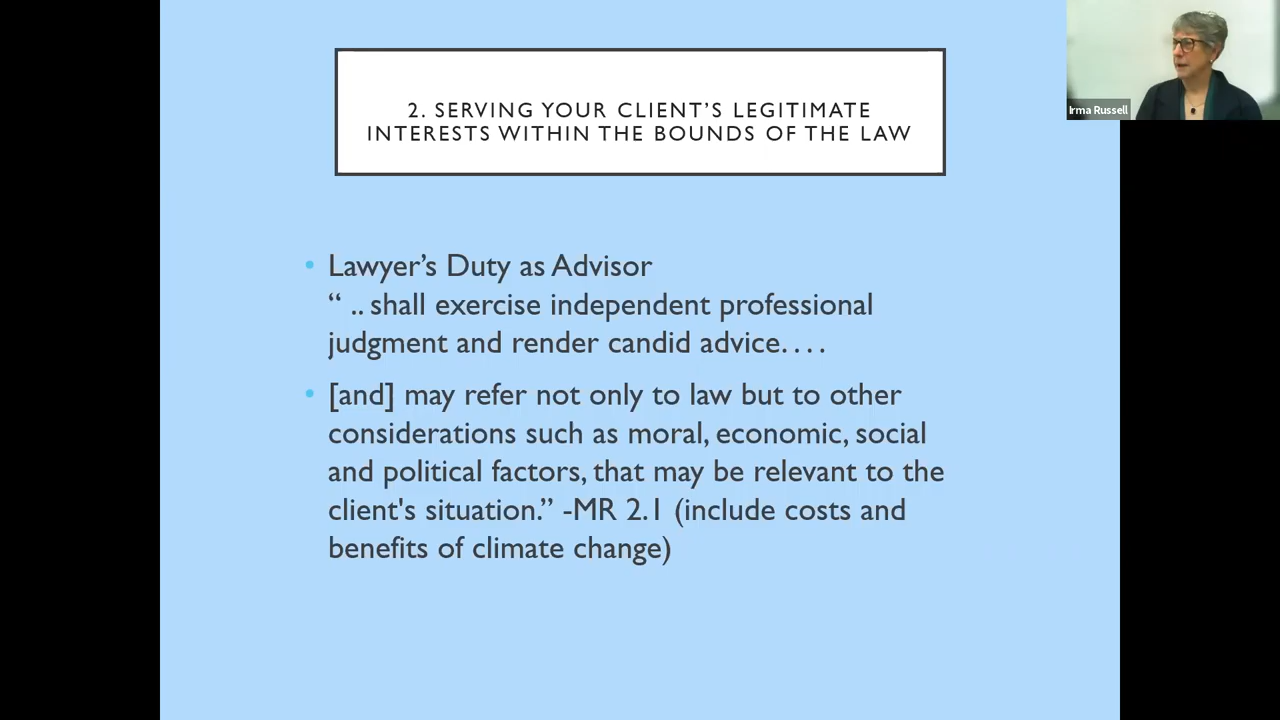 2. SERVING YOUR CLIENT’S LEGITIMATE
INTERESTS WITHIN THE BOUNDS OF THE LAW
Irma Russell
• Lawyer’s Duty as Advisor
“ .. shall exercise independent professional
judgment and render candid advice. . . .
• [and] may refer not only to law but to other
considerations such as moral, economic, social
and political factors, that may be relevant to the
client's situation.” -MR 2.1 (include costs and
benefits of climate change)